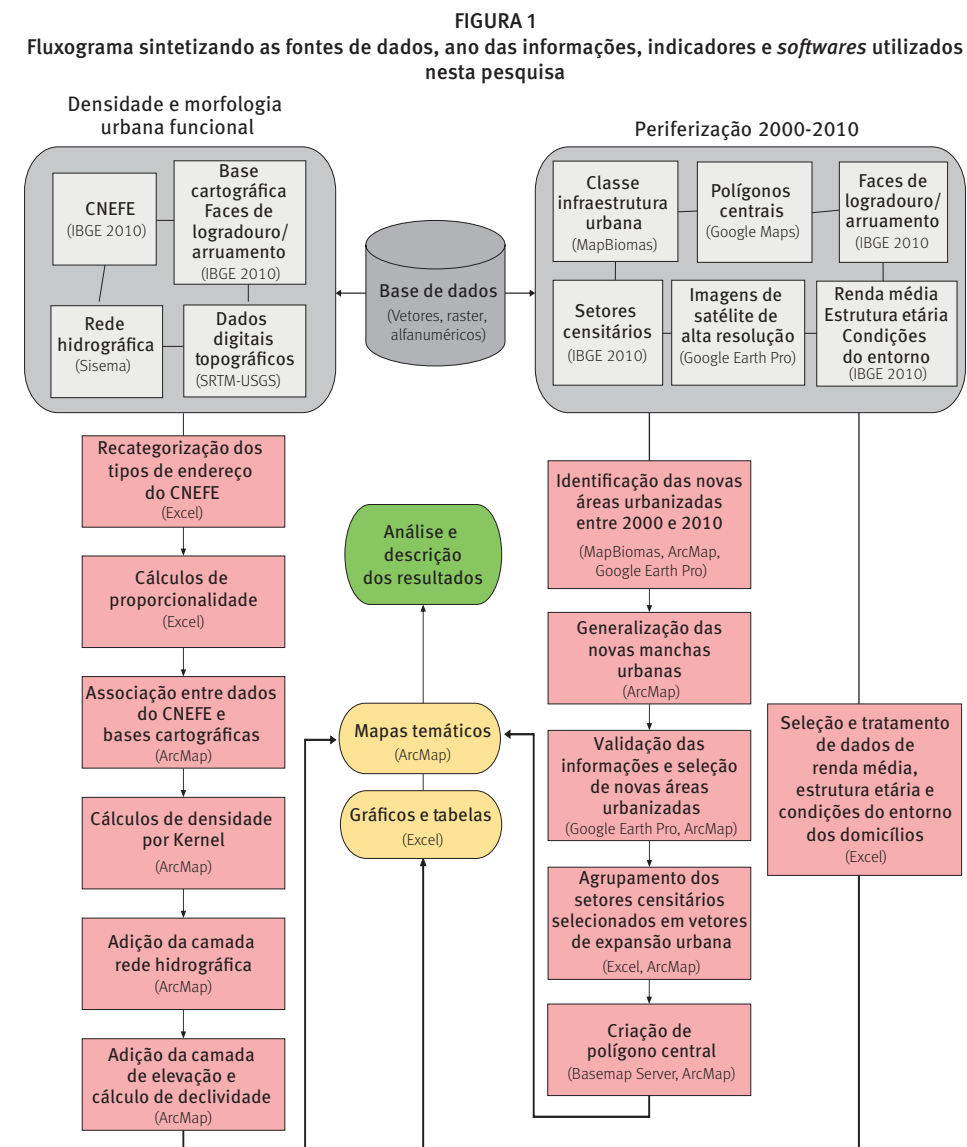 FIGURA 1
Fluxograma sintetizando as fontes de dados, ano das informações, indicadores e softwares utilizados
nesta pesquisa
Densidade e morfologia
urbana funcional
CNEFE
(IBGE 2010)
Base
cartográfica
Faces de
logradouro/
arruamento
(IBGE 2010)
Rede
hidrográfica
(Sisema)
Dados
digitais
topográficos
(SRTM-USGS)
Base de dados
(Vetores, raster,
alfanuméricos)
Periferização 2000-2010
Classe
infraestrutura
urbana
(MapBiomas)
Polígonos
centrais
(Google Maps)
Faces de
logradouro/
arruamento
(IBGE 2010
Setores
censitários
(IBGE 2010)
Imagens de
satélite de
alta resolução
(Google Earth Pro)
Renda média
Estrutura etária
Condições
do entorno
(IBGE 2010)
Recategorização dos
tipos de endereço
do CNEFE
(Excel)
Cálculos de
proporcionalidade
(Excel)
Associação entre dados
do CNEFE e
bases cartográficas
(ArcMap)
Cálculos de densidade
por Kernel
(ArcMap)
Adição da camada
rede hidrográfica
(ArcMap)
Adição da camada
de elevação e
cálculo de declividade
(ArcMap)
Análise e
descrição
dos resultados
Mapas temáticos
(ArcMap)
Gráficos e tabelas
(Excel)
Identificação das novas
áreas urbanizadas
entre 2000 e 2010
(MapBiomas, ArcMap,
Google Earth Pro)
Generalização das
novas manchas
urbanas
(ArcMap)
Validação das
informações e seleção
de novas áreas
urbanizadas
(Google Earth Pro, ArcMap)
Agrupamento dos
setores censitários
selecionados em vetores
de expansão urbana
(Excel, ArcMap)
Criação de
polígono central
(Basemap Server, ArcMap)
Seleção e tratamento
de dados de
renda média,
estrutura etária e
condições do entorno
dos domicílios
(Excel)